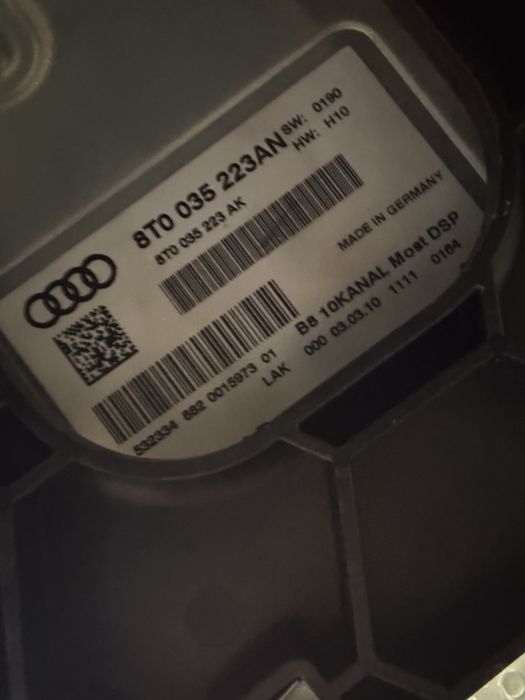 8T0 035 223AN SW: 0190
8T0 035 223 AK HW: H10
MADE IN GERMANY
B8 10KANAL Most DSP
532334 882 0015973 01
LAK 000 03.03.10 1111 0164